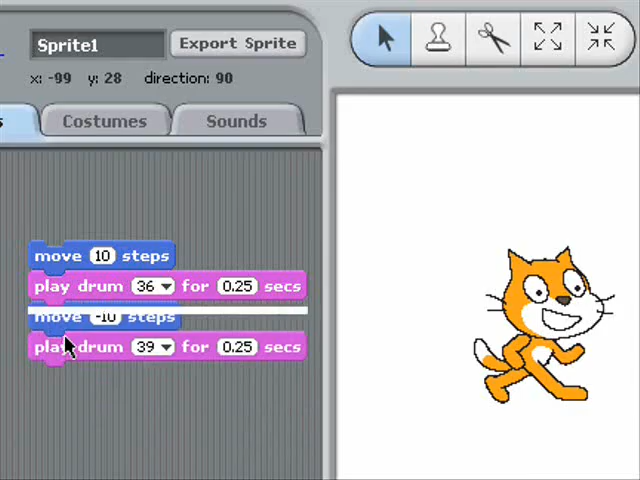 Sprite1
Export Sprite
x: -99 y: 28 direction: 90
Costumes
Sounds
move 10 steps
play drum 36 for 0.25 secs
move -10 steps
play drum 39 for 0.25 secs